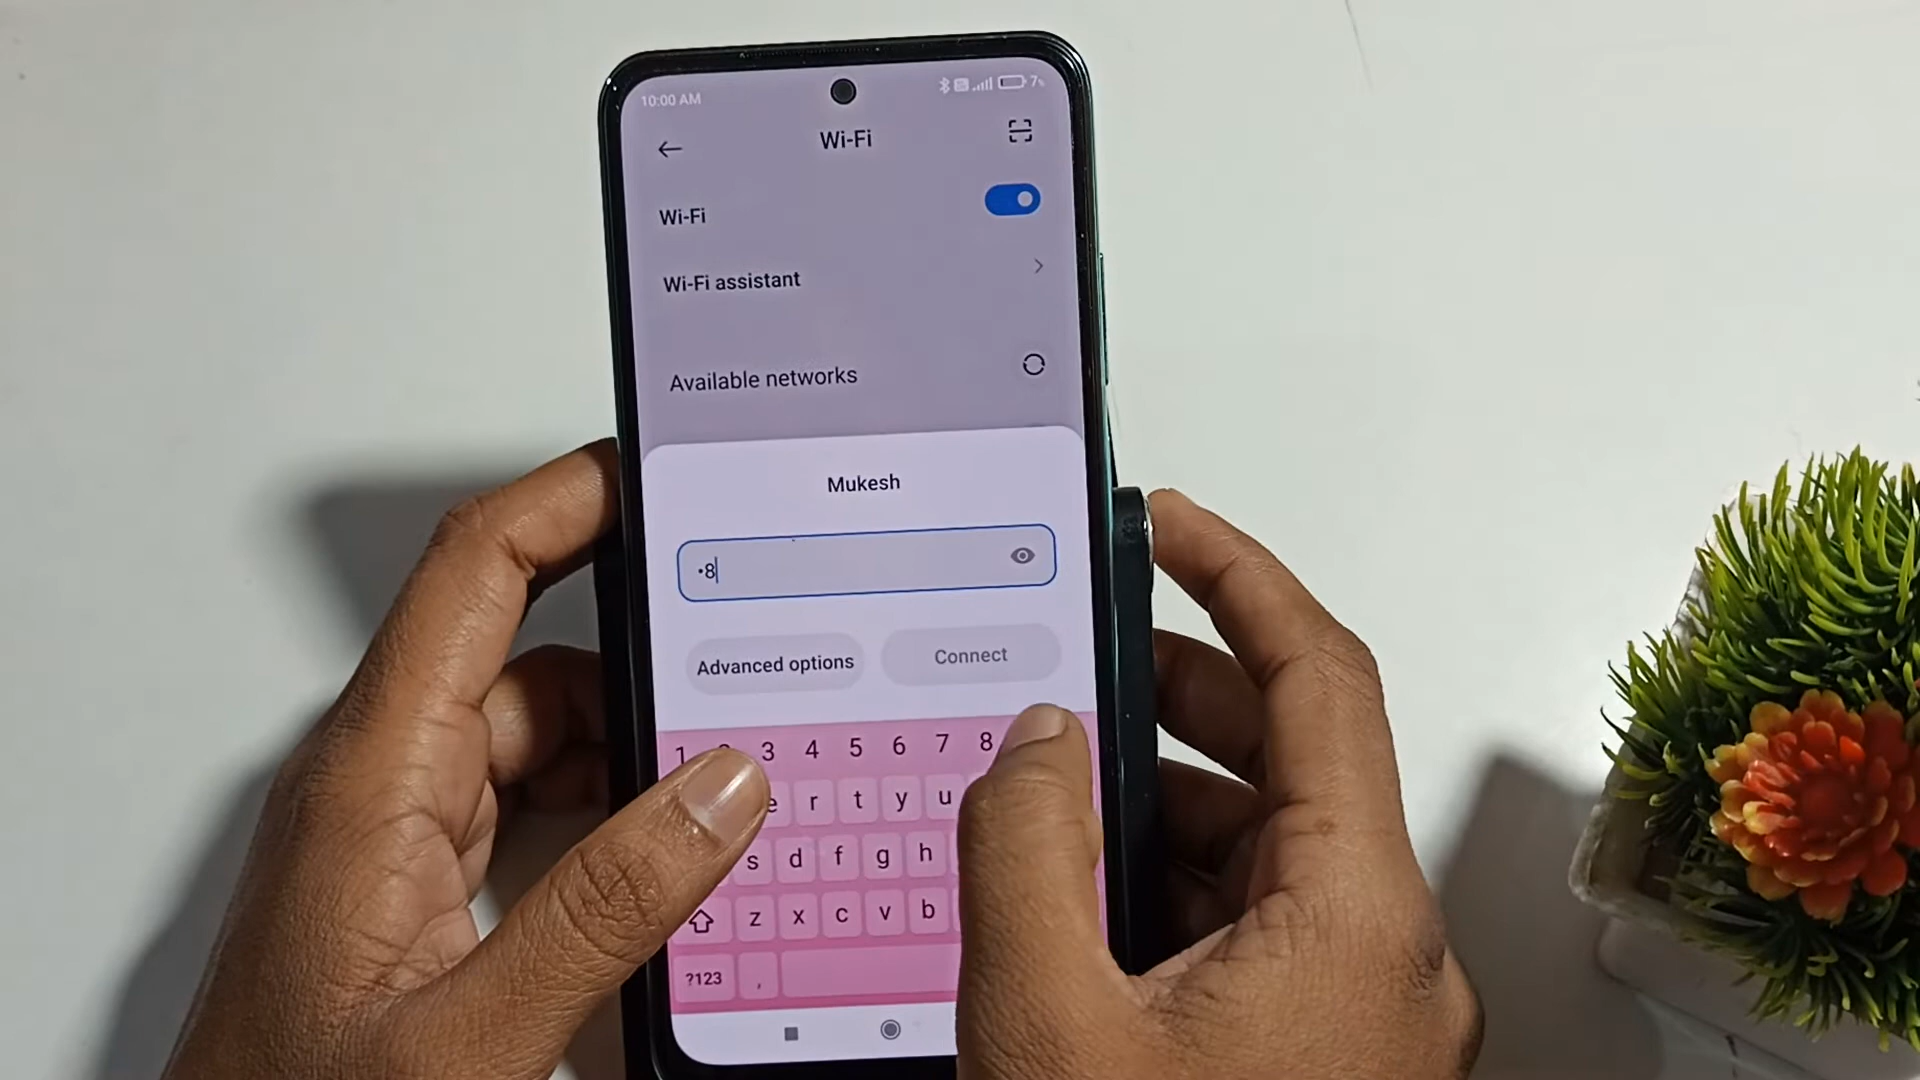 10:00 AM 7%
Wi-Fi
Wi-Fi
Wi-Fi assistant
Available networks
Mukesh
•8
Advanced options Connect
1 3 4 5 6 7 8
e r t y u
s d f g h
z x c v b
?123 ,